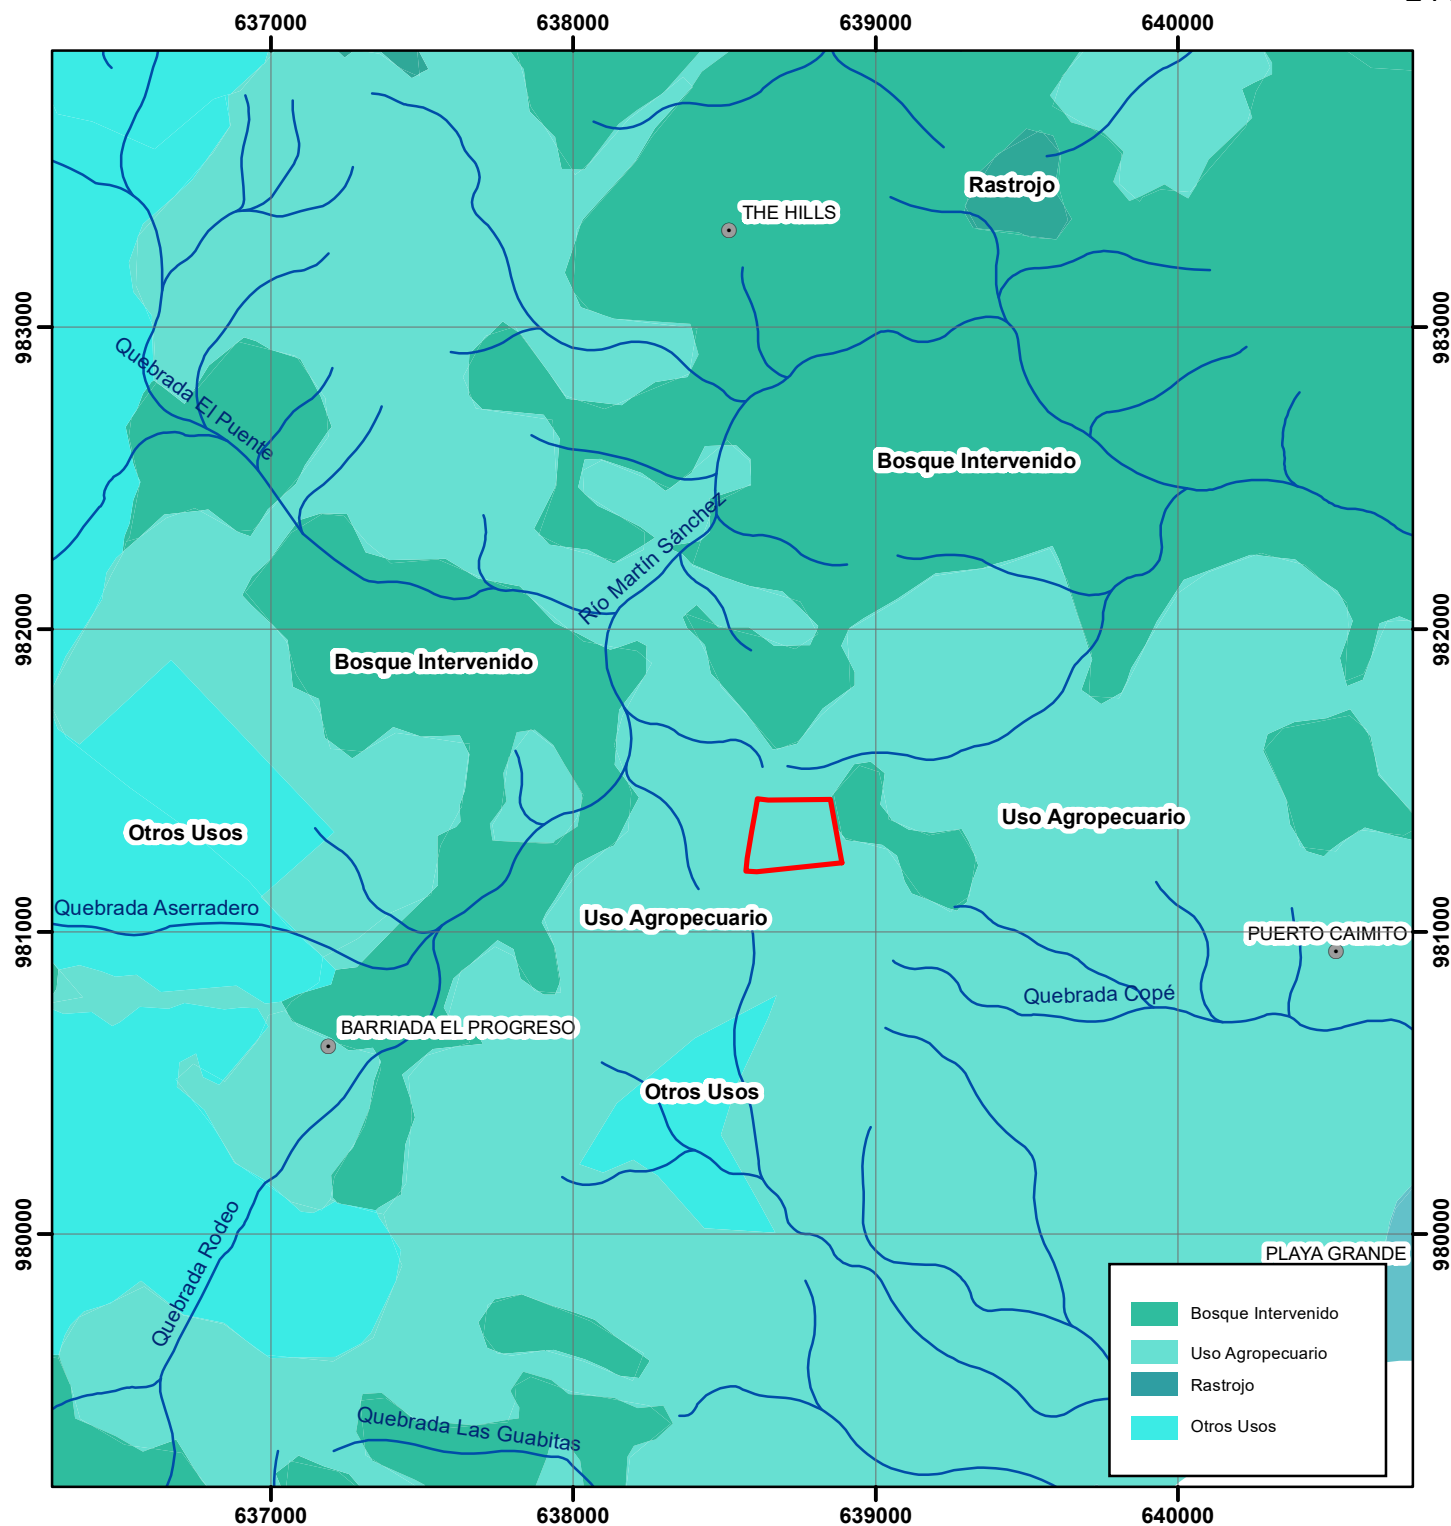 637000
638000
639000
640000
Rastrojo
THE HILLS
983000
983000
Quebrada El Puente
Bosque Intervenido
Río Martín Sánchez
982000
982000
Bosque Intervenido
Otros Usos
Uso Agropecuario
Quebrada Aserradero
Uso Agropecuario
981000
981000
PUERTO CAIMITO
Quebrada Copé
BARRIADA EL PROGRESO
Otros Usos
Quebrada Rodeo
980000
980000
PLAYA GRANDE
Bosque Intervenido
Uso Agropecuario
Rastrojo
Otros Usos
Quebrada Las Guabitas
637000
638000
639000
640000